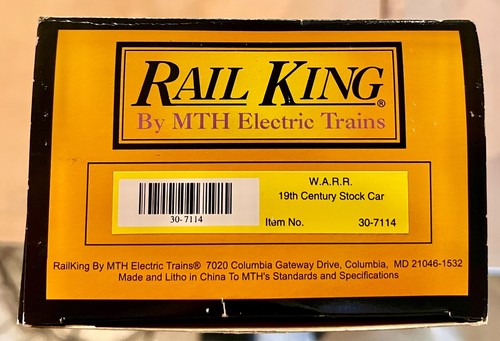 RAIL KING®
By MTH Electric Trains
W.A.R.R.
19th Century Stock Car
30-7114
Item No. 30-7114
RailKing By MTH Electric Trains® 7020 Columbia Gateway Drive, Columbia, MD 21046-1532
Made and Litho in China To MTH's Standards and Specifications